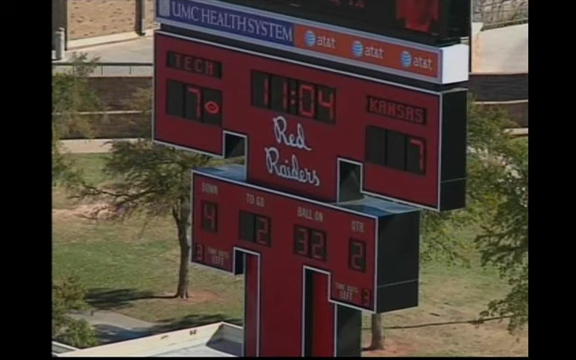 UMC HEALTH SYSTEM at&t at&t at&t
TECH 11:04 KANSAS
7 7
Red
Raiders
DOWN TO GO BALL ON QTR
4 2 32 2
3 TIME OUTS LEFT TIME OUTS LEFT 3